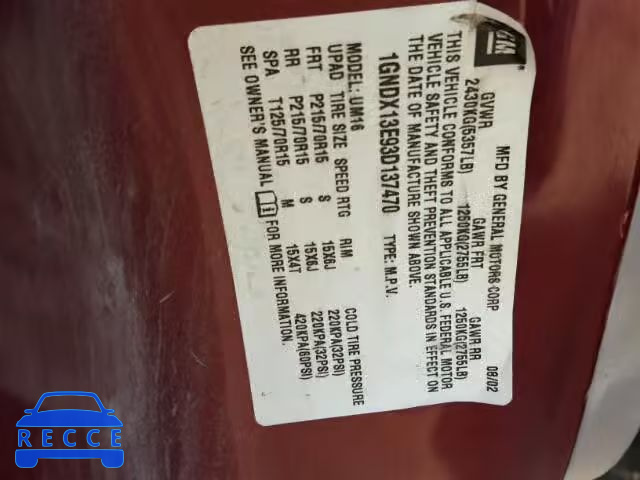 GM
MFD BY GENERAL MOTORS CORP 08/02
GVWR GAWR FRT GAWR RR
2430KG(5357LB) 1250KG(2755LB) 1250KG(2755LB)
THIS VEHICLE CONFORMS TO ALL APPLICABLE U.S. FEDERAL MOTOR
VEHICLE SAFETY AND THEFT PREVENTION STANDARDS IN EFFECT ON
THE DATE OF MANUFACTURE SHOWN ABOVE.
1GNDX13E93D137470 TYPE: M.P.V.
MODEL: UM16
UPAD TIRE SIZE SPEED RTG RIM COLD TIRE PRESSURE
FRT P215/70R15 S 15X6J 220KPA(32PSI)
RR P215/70R15 S 15X6J 220KPA(32PSI)
SPA T125/70R15 M 15X4T 420KPA(60PSI)
SEE OWNER'S MANUAL FOR MORE INFORMATION.
RECCE